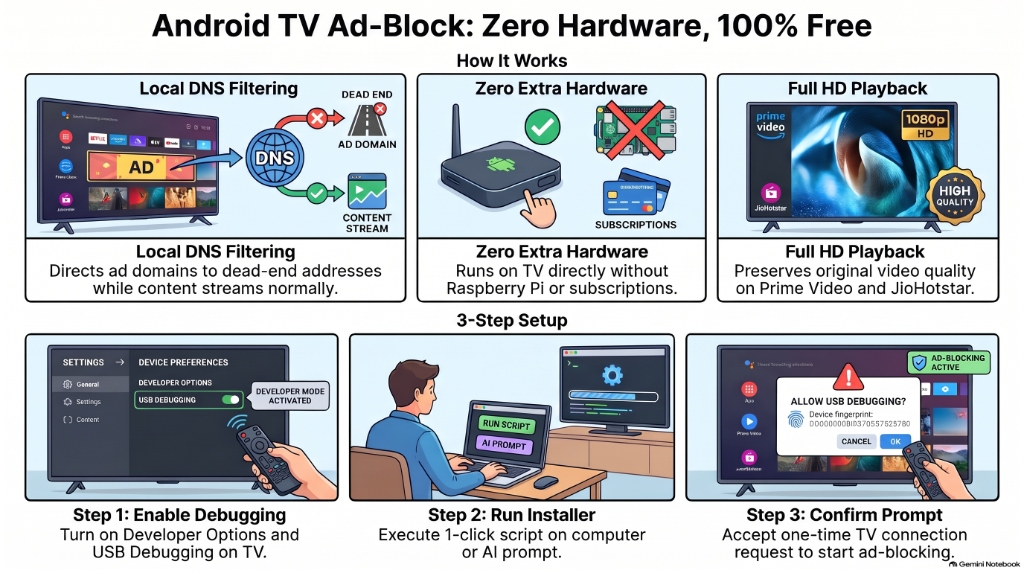 Android TV Ad-Block: Zero Hardware, 100% Free
How It Works
Local DNS Filtering
AD
DNS
DEAD END
AD DOMAIN
CONTENT
STREAM
Local DNS Filtering
Directs ad domains to dead-end addresses
while content streams normally.
Zero Extra Hardware
SUBSCRIPTIONS
Zero Extra Hardware
Runs on TV directly without
Raspberry Pi or subscriptions.
Full HD Playback
prime
video
1080p
HD
JioHotstar
HIGH
QUALITY
Full HD Playback
Preserves original video quality
on Prime Video and JioHotstar.
3-Step Setup
SETTINGS
General
Settings
Content
DEVICE PREFERENCES
DEVELOPER OPTIONS
USB DEBUGGING
DEVELOPER MODE
ACTIVATED
Step 1: Enable Debugging
Turn on Developer Options and
USB Debugging on TV.
RUN SCRIPT
AI PROMPT
Step 2: Run Installer
Execute 1-click script on computer
or AI prompt.
AD-BLOCKING
ACTIVE
ALLOW USB DEBUGGING?
Device fingerprint:
CANCEL
OK
Step 3: Confirm Prompt
Accept one-time TV connection
request to start ad-blocking.
Gemini Notebook